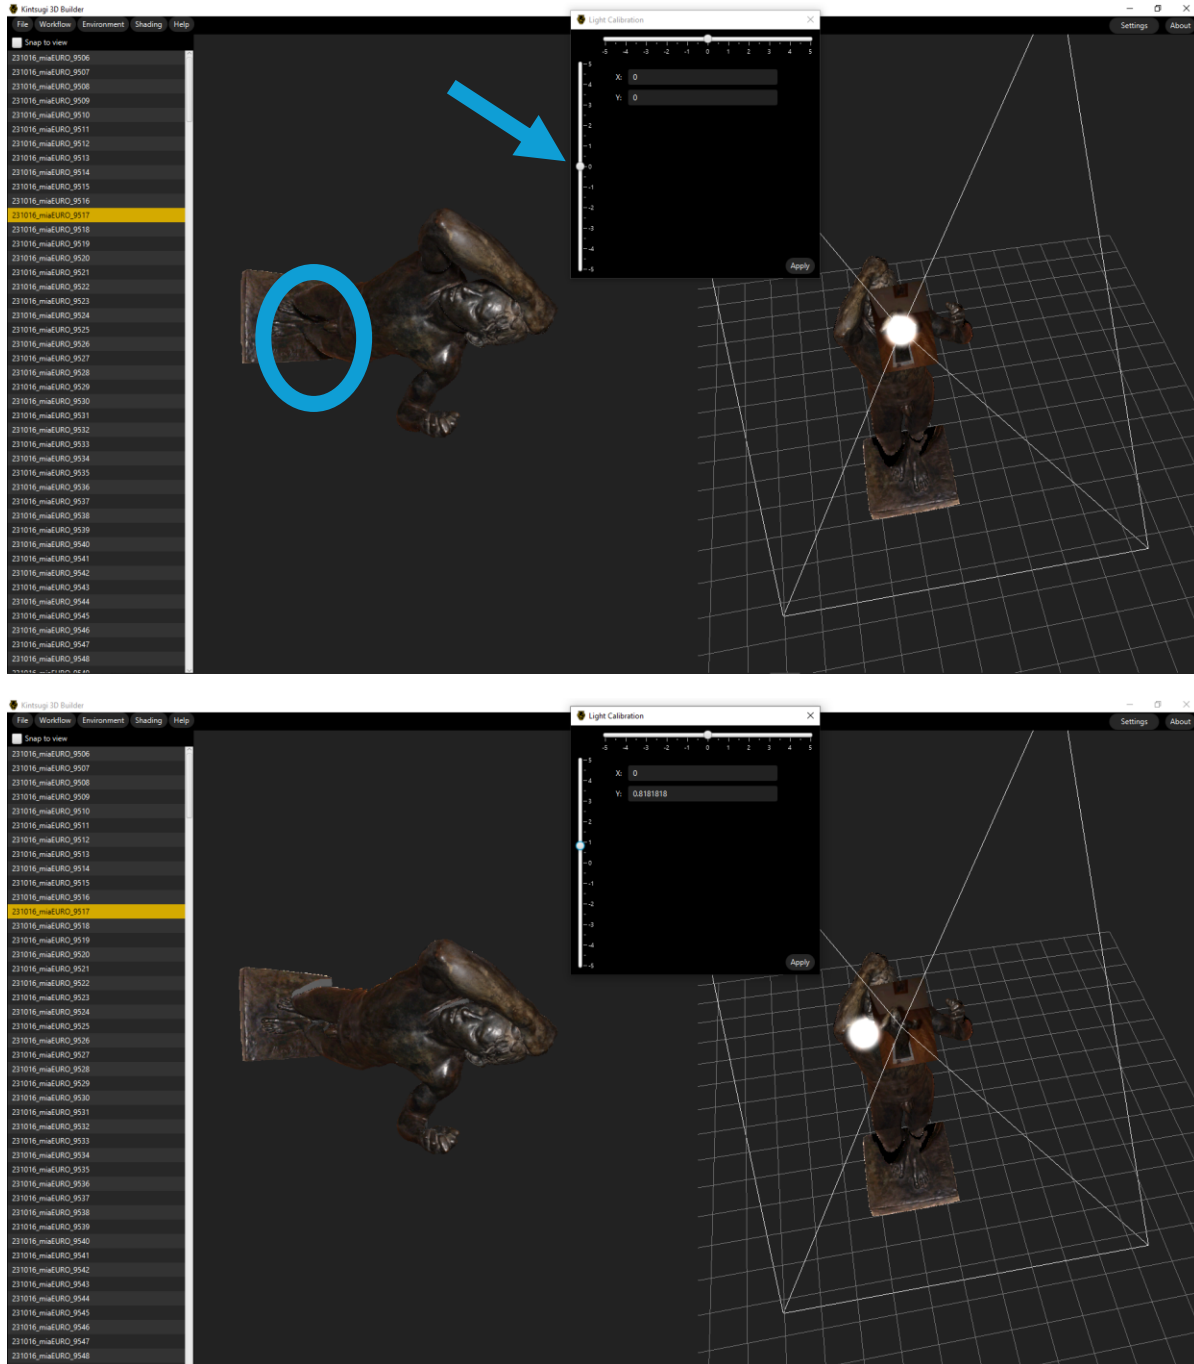 Kintsugi 3D Builder
File Workflow Environment Shading Help
Settings About
Snap to view
231016_miaEURO_9506
231016_miaEURO_9507
231016_miaEURO_9508
231016_miaEURO_9509
231016_miaEURO_9510
231016_miaEURO_9511
231016_miaEURO_9512
231016_miaEURO_9513
231016_miaEURO_9514
231016_miaEURO_9515
231016_miaEURO_9516
231016_miaEURO_9517
231016_miaEURO_9518
231016_miaEURO_9519
231016_miaEURO_9520
231016_miaEURO_9521
231016_miaEURO_9522
231016_miaEURO_9523
231016_miaEURO_9524
231016_miaEURO_9525
231016_miaEURO_9526
231016_miaEURO_9527
231016_miaEURO_9528
231016_miaEURO_9529
231016_miaEURO_9530
231016_miaEURO_9531
231016_miaEURO_9532
231016_miaEURO_9533
231016_miaEURO_9534
231016_miaEURO_9535
231016_miaEURO_9536
231016_miaEURO_9537
231016_miaEURO_9538
231016_miaEURO_9539
231016_miaEURO_9540
231016_miaEURO_9541
231016_miaEURO_9542
231016_miaEURO_9543
231016_miaEURO_9544
231016_miaEURO_9545
231016_miaEURO_9546
231016_miaEURO_9547
231016_miaEURO_9548
Light Calibration
-5 -4 -3 -2 -1 0 1 2 3 4 5
5
4
3
2
1
0
-1
-2
-3
-4
-5
X: 0
Y: 0
Apply
Kintsugi 3D Builder
File Workflow Environment Shading Help
Settings About
Snap to view
231016_miaEURO_9506
231016_miaEURO_9507
231016_miaEURO_9508
231016_miaEURO_9509
231016_miaEURO_9510
231016_miaEURO_9511
231016_miaEURO_9512
231016_miaEURO_9513
231016_miaEURO_9514
231016_miaEURO_9515
231016_miaEURO_9516
231016_miaEURO_9517
231016_miaEURO_9518
231016_miaEURO_9519
231016_miaEURO_9520
231016_miaEURO_9521
231016_miaEURO_9522
231016_miaEURO_9523
231016_miaEURO_9524
231016_miaEURO_9525
231016_miaEURO_9526
231016_miaEURO_9527
231016_miaEURO_9528
231016_miaEURO_9529
231016_miaEURO_9530
231016_miaEURO_9531
231016_miaEURO_9532
231016_miaEURO_9533
231016_miaEURO_9534
231016_miaEURO_9535
231016_miaEURO_9536
231016_miaEURO_9537
231016_miaEURO_9538
231016_miaEURO_9539
231016_miaEURO_9540
231016_miaEURO_9541
231016_miaEURO_9542
231016_miaEURO_9543
231016_miaEURO_9544
231016_miaEURO_9545
231016_miaEURO_9546
231016_miaEURO_9547
231016_miaEURO_9548
Light Calibration
-5 -4 -3 -2 -1 0 1 2 3 4 5
5
4
3
2
1
0
-1
-2
-3
-4
-5
X: 0
Y: 0.8181818
Apply